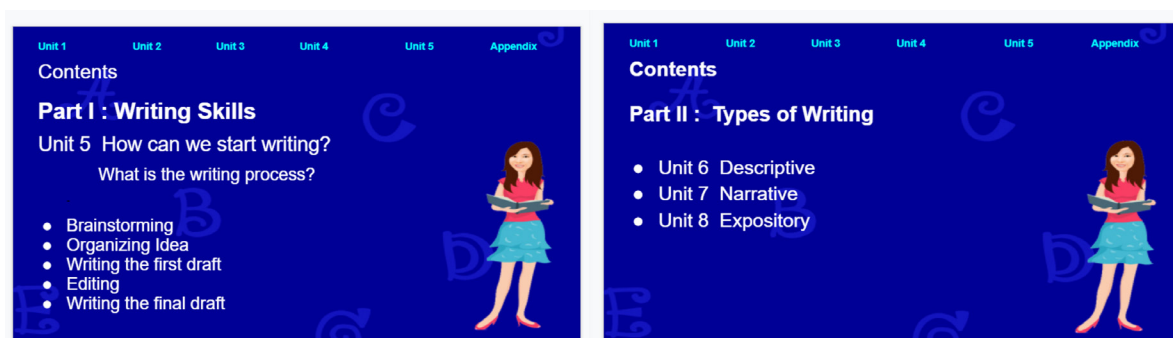 Unit 1 Unit 2 Unit 3 Unit 4 Unit 5 Appendix
Contents
Part I : Writing Skills
Unit 5 How can we start writing?
What is the writing process?
● Brainstorming
● Organizing Idea
● Writing the first draft
● Editing
● Writing the final draft
A
B
C
D
E
Unit 1 Unit 2 Unit 3 Unit 4 Unit 5 Appendix
Contents
Part II : Types of Writing
● Unit 6 Descriptive
● Unit 7 Narrative
● Unit 8 Expository
A
B
C
D
E